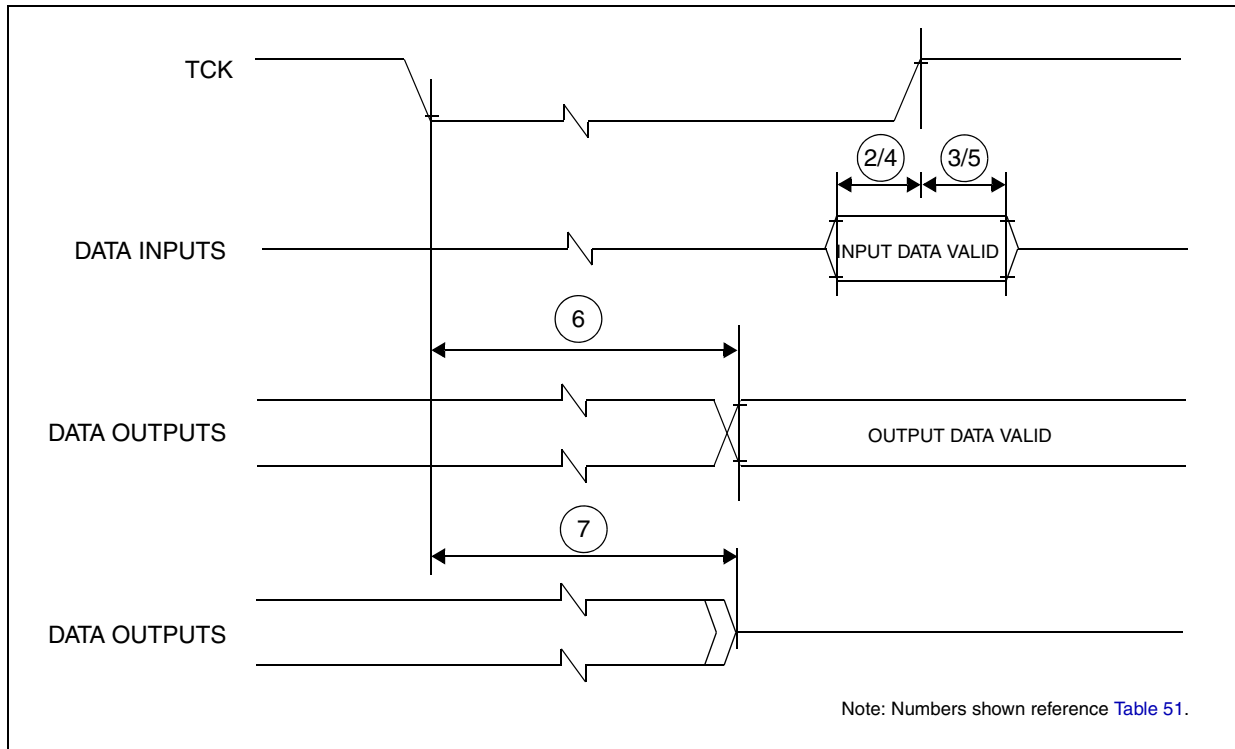 TCK
2/4
3/5
DATA INPUTS
INPUT DATA VALID
6
DATA OUTPUTS
OUTPUT DATA VALID
7
DATA OUTPUTS
Note: Numbers shown reference Table 51.